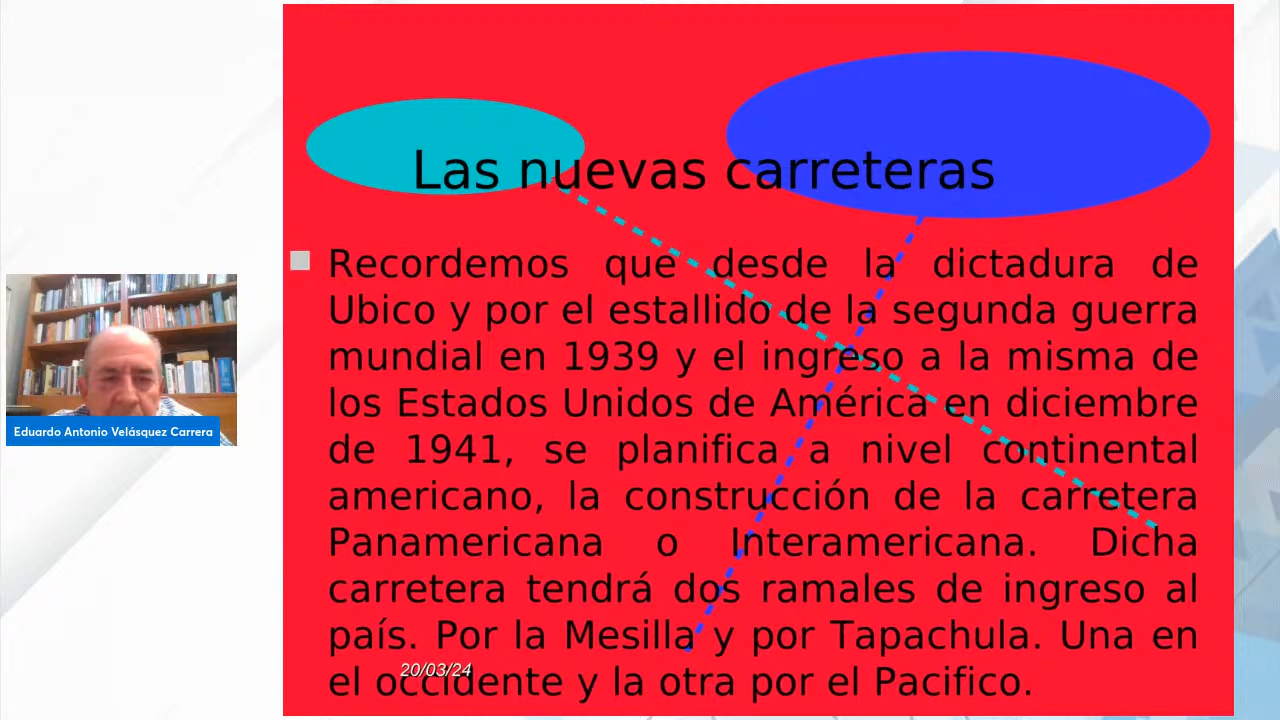 Las nuevas carreteras
Recordemos que desde la dictadura de
Ubico y por el estallido de la segunda guerra
mundial en 1939 y el ingreso a la misma de
los Estados Unidos de América en diciembre
de 1941, se planifica a nivel continental
americano, la construcción de la carretera
Panamericana o Interamericana. Dicha
carretera tendrá dos ramales de ingreso al
país. Por la Mesilla y por Tapachula. Una en
el occidente y la otra por el Pacifico.
20/03/24
Eduardo Antonio Velásquez Carrera